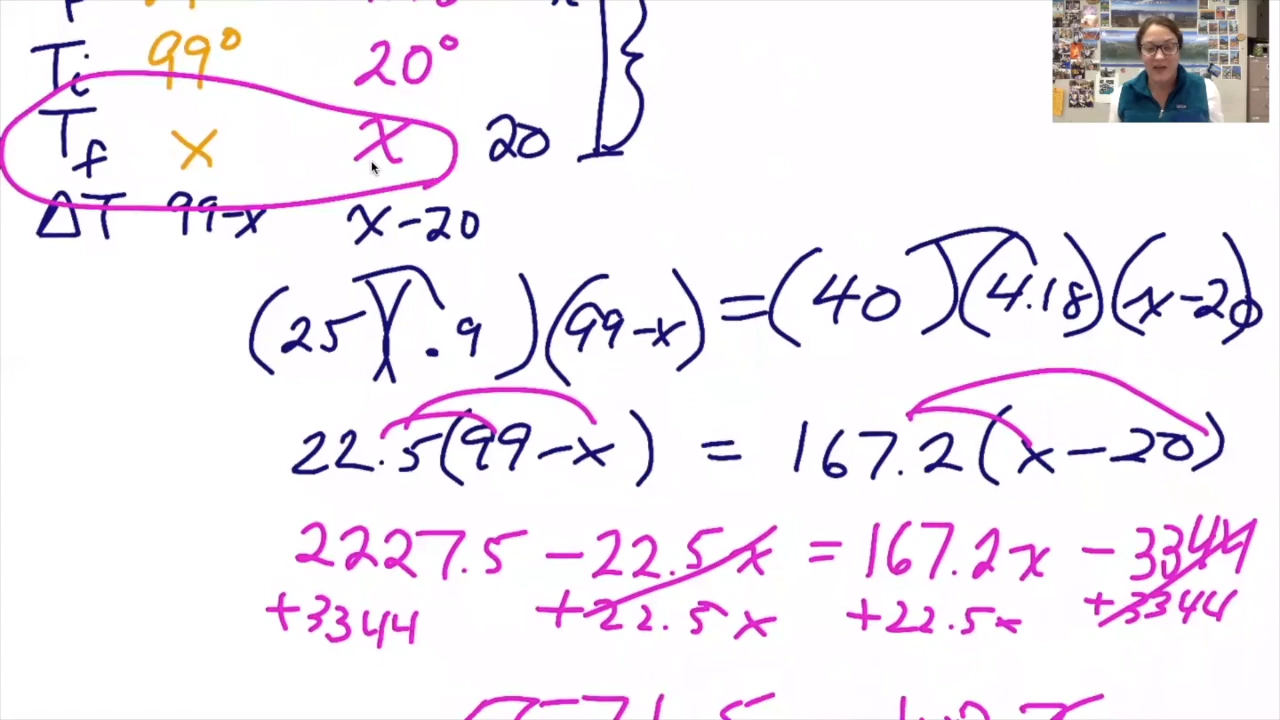 Ti 99° 20°
Tf x x 20
ΔT 99-x x-20
(25)(.9)(99-x) = (40)(4.18)(x-20)
22.5(99-x) = 167.2(x-20)
2227.5 -22.5x = 167.2x -3344
+3344 +22.5x +22.5x +3344